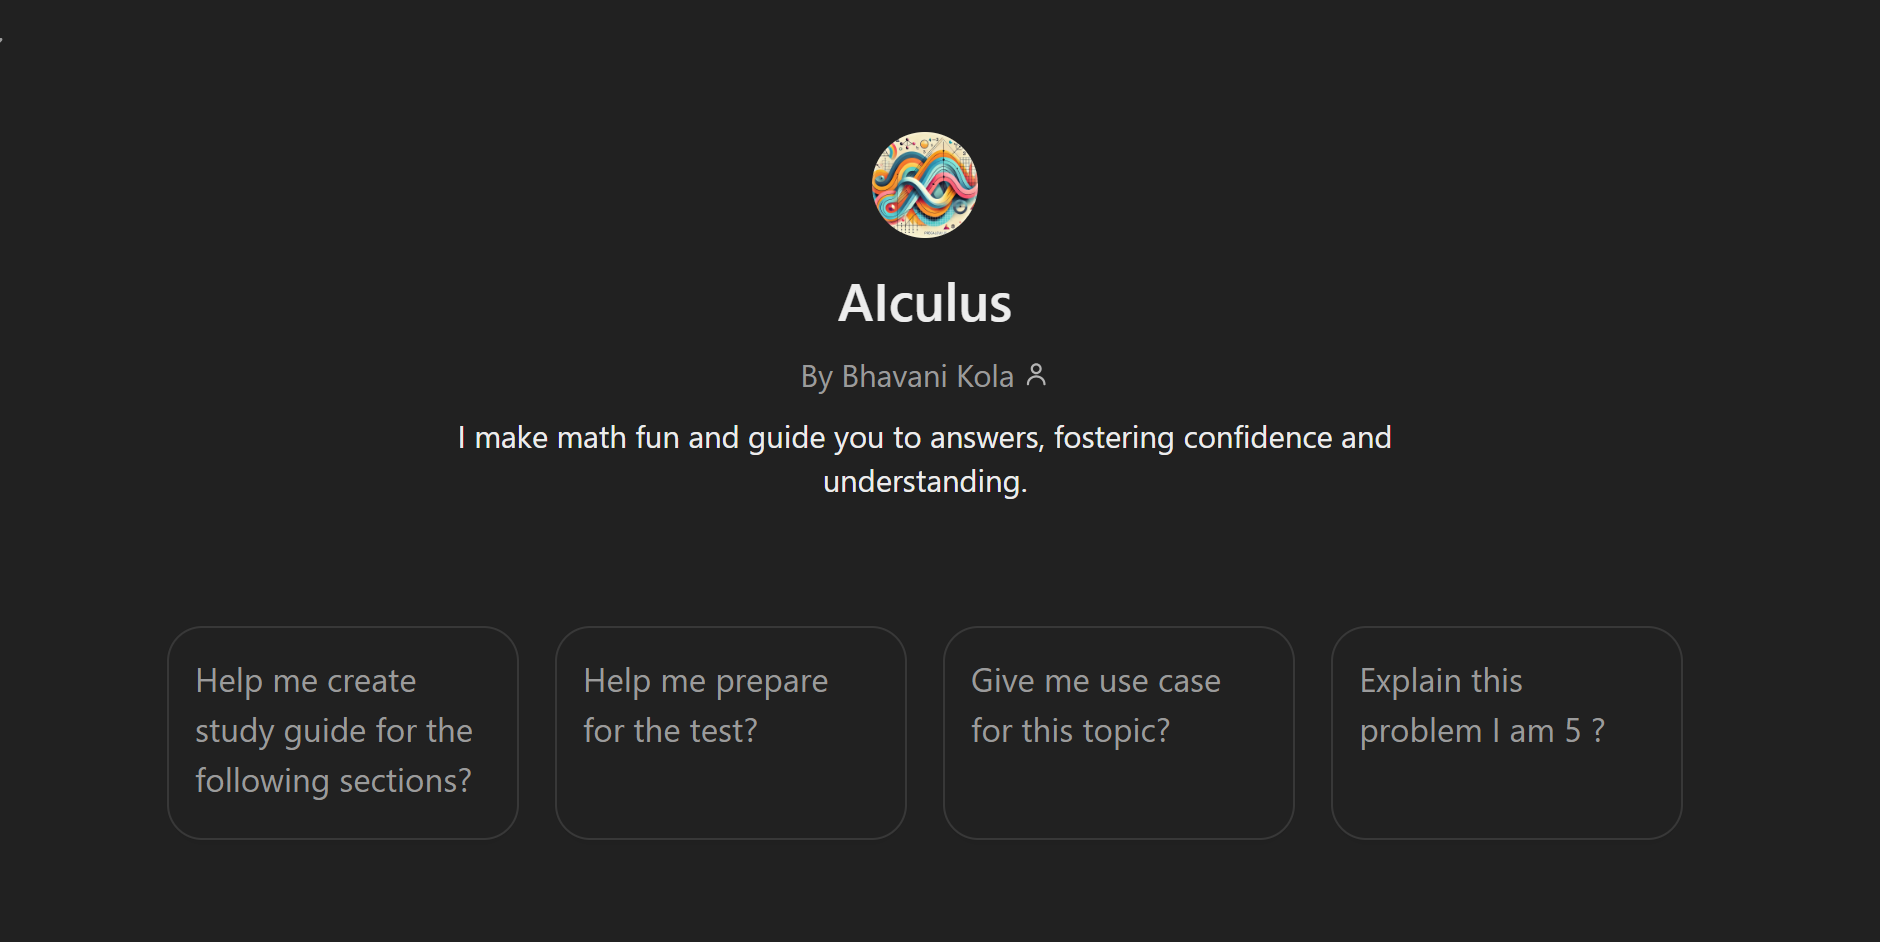 AIculus
By Bhavani Kola
I make math fun and guide you to answers, fostering confidence and
understanding.
Help me create
study guide for the
following sections?
Help me prepare
for the test?
Give me use case
for this topic?
Explain this
problem I am 5 ?